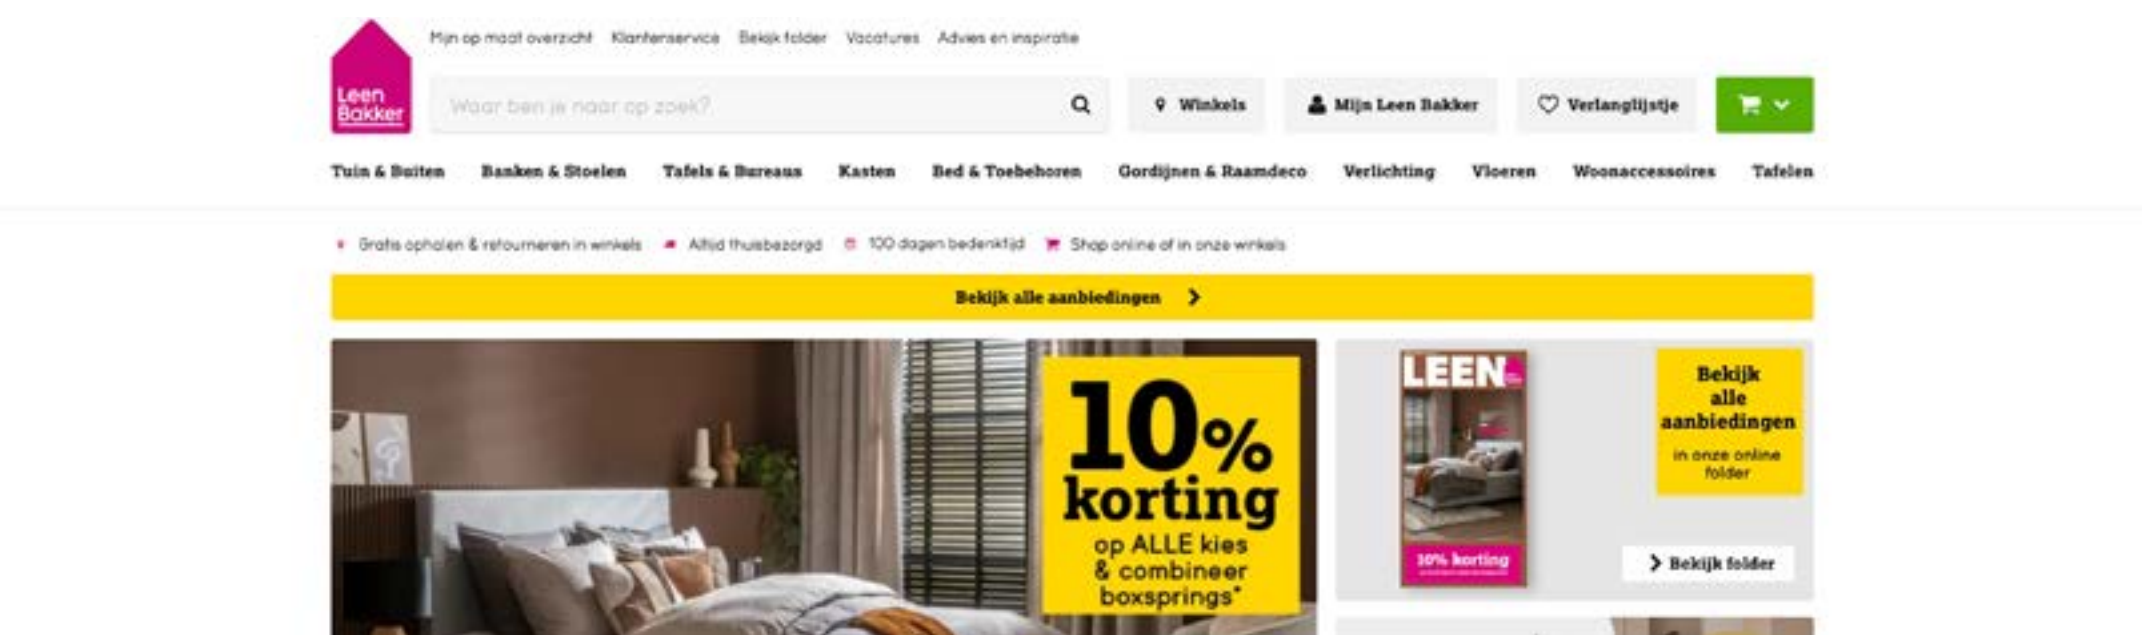 Mijn op maat overzicht Klantenservice Bekijk folder Vacatures Advies en inspiratie
Leen
Bakker
Waar ben je naar op zoek?
Winkels
Mijn Leen Bakker
Verlanglijstje
Tuin & Buiten Banken & Stoelen Tafels & Bureaus Kasten Bed & Toebehoren Gordijnen & Raamdeco Verlichting Vloeren Woonaccessoires Tafelen
Gratis ophalen & retourneren in winkels Altijd thuisbezorgd 100 dagen bedenktijd Shop online of in onze winkels
Bekijk alle aanbiedingen
10%
korting
op ALLE kies
& combineer
boxsprings*
LEEN
10% korting
Bekijk
alle
aanbiedingen
in onze online
folder
Bekijk folder